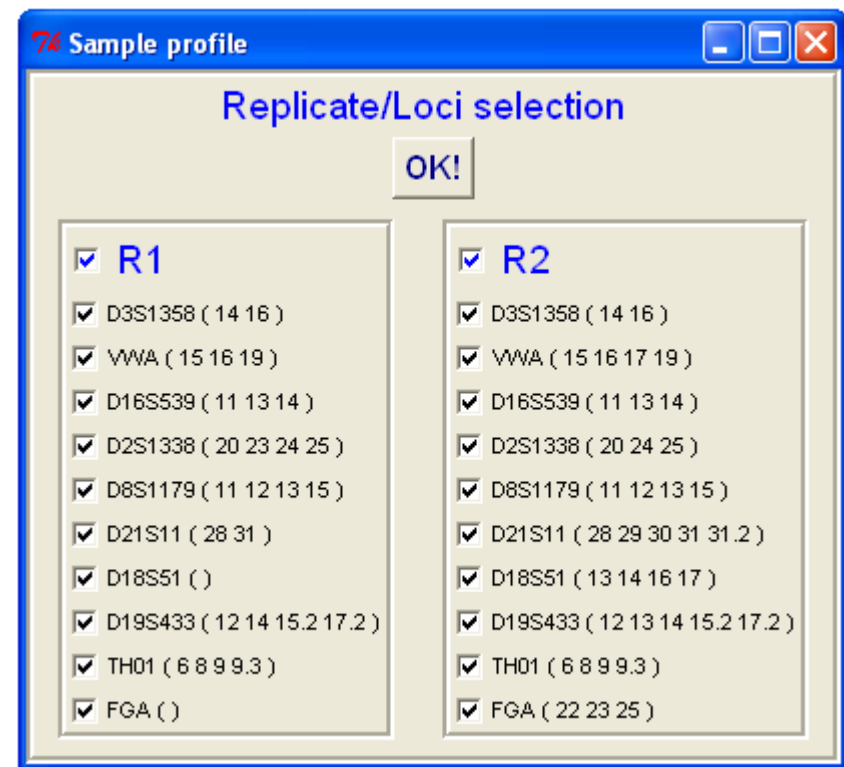 Sample profile
Replicate/Loci selection
OK!
R1
D3S1358 ( 14 16 )
VWA ( 15 16 19 )
D16S539 ( 11 13 14 )
D2S1338 ( 20 23 24 25 )
D8S1179 ( 11 12 13 15 )
D21S11 ( 28 31 )
D18S51 ( )
D19S433 ( 12 14 15.2 17.2 )
TH01 ( 6 8 9 9.3 )
FGA ( )
R2
D3S1358 ( 14 16 )
VWA ( 15 16 17 19 )
D16S539 ( 11 13 14 )
D2S1338 ( 20 24 25 )
D8S1179 ( 11 12 13 15 )
D21S11 ( 28 29 30 31 31.2 )
D18S51 ( 13 14 16 17 )
D19S433 ( 12 13 14 15.2 17.2 )
TH01 ( 6 8 9 9.3 )
FGA ( 22 23 25 )